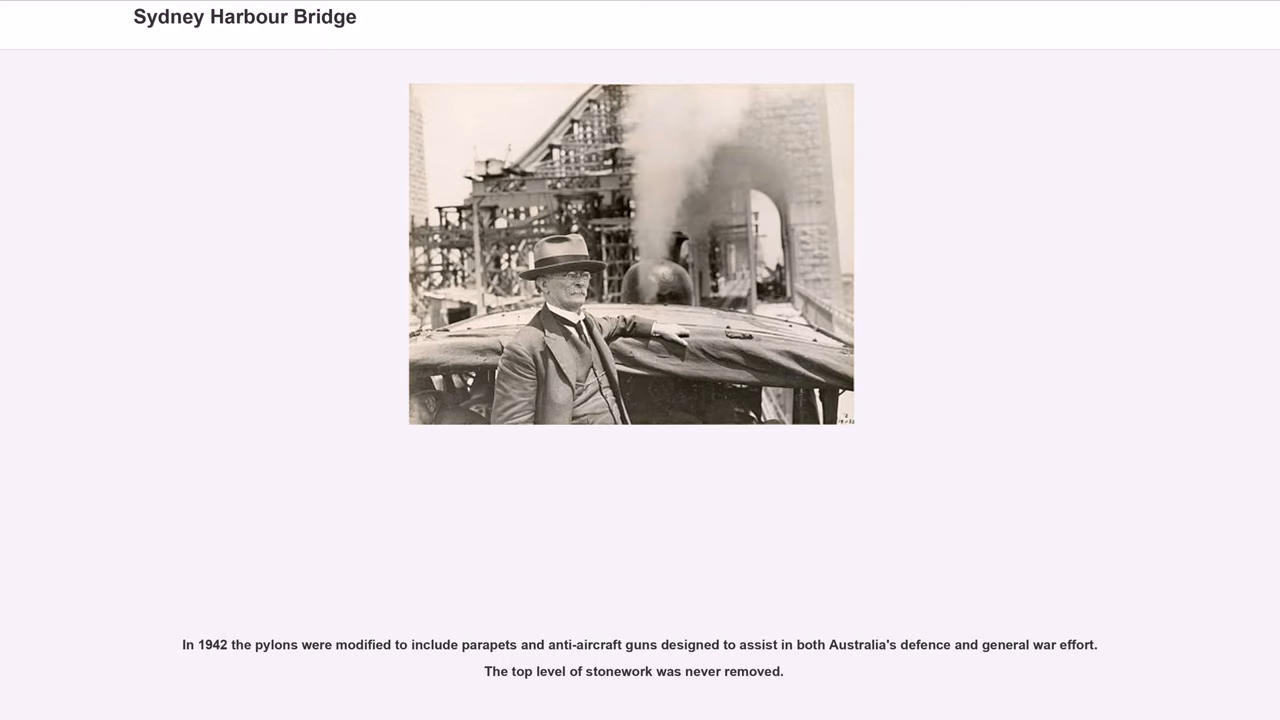 Sydney Harbour Bridge
In 1942 the pylons were modified to include parapets and anti-aircraft guns designed to assist in both Australia's defence and general war effort.
The top level of stonework was never removed.